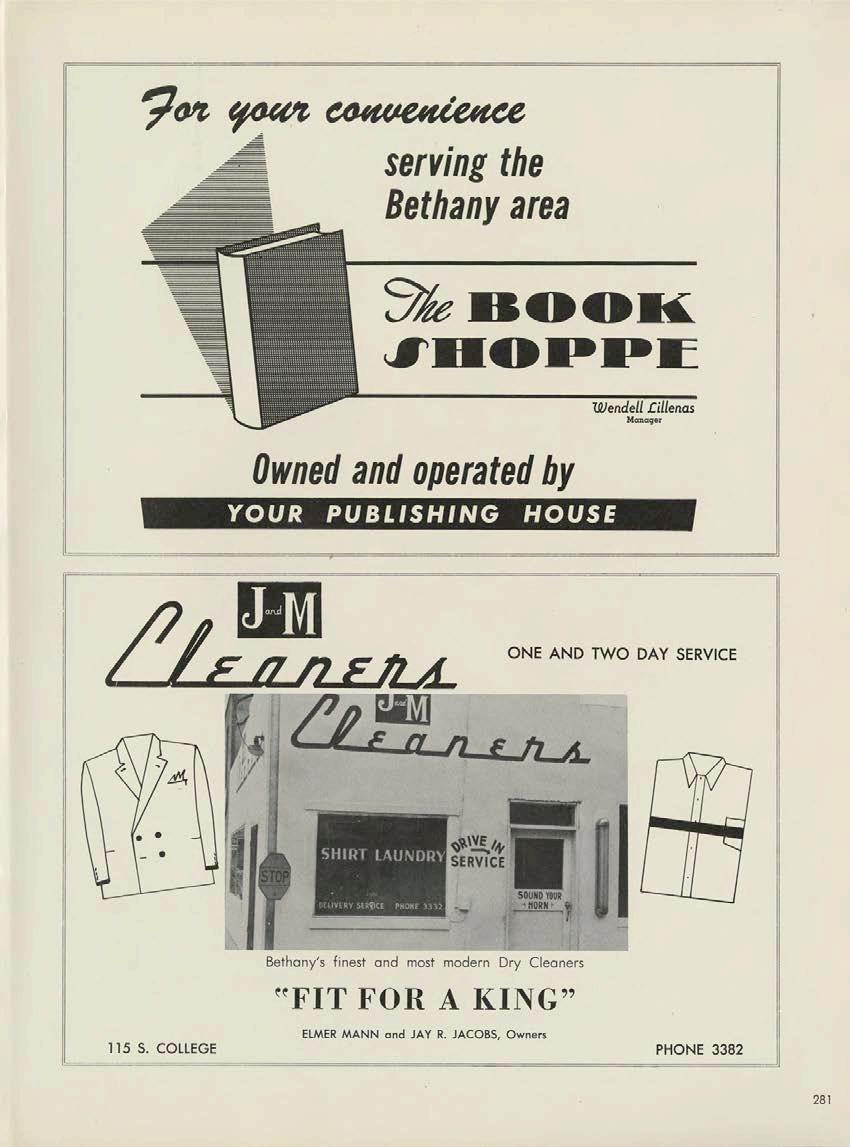 For your convenience
serving the
Bethany area
The BOOK
SHOPPE
Wendell Lillenas
Manager
Owned and operated by
YOUR PUBLISHING HOUSE
J and M
Cleaners
ONE AND TWO DAY SERVICE
J and M
Cleaners
SHIRT LAUNDRY
DRIVE IN
SERVICE
STOP
SOUND YOUR
HORN
DELIVERY SERVICE PHONE 3332
Bethany's finest and most modern Dry Cleaners
"FIT FOR A KING"
ELMER MANN and JAY R. JACOBS, Owners
115 S. COLLEGE
PHONE 3382
281